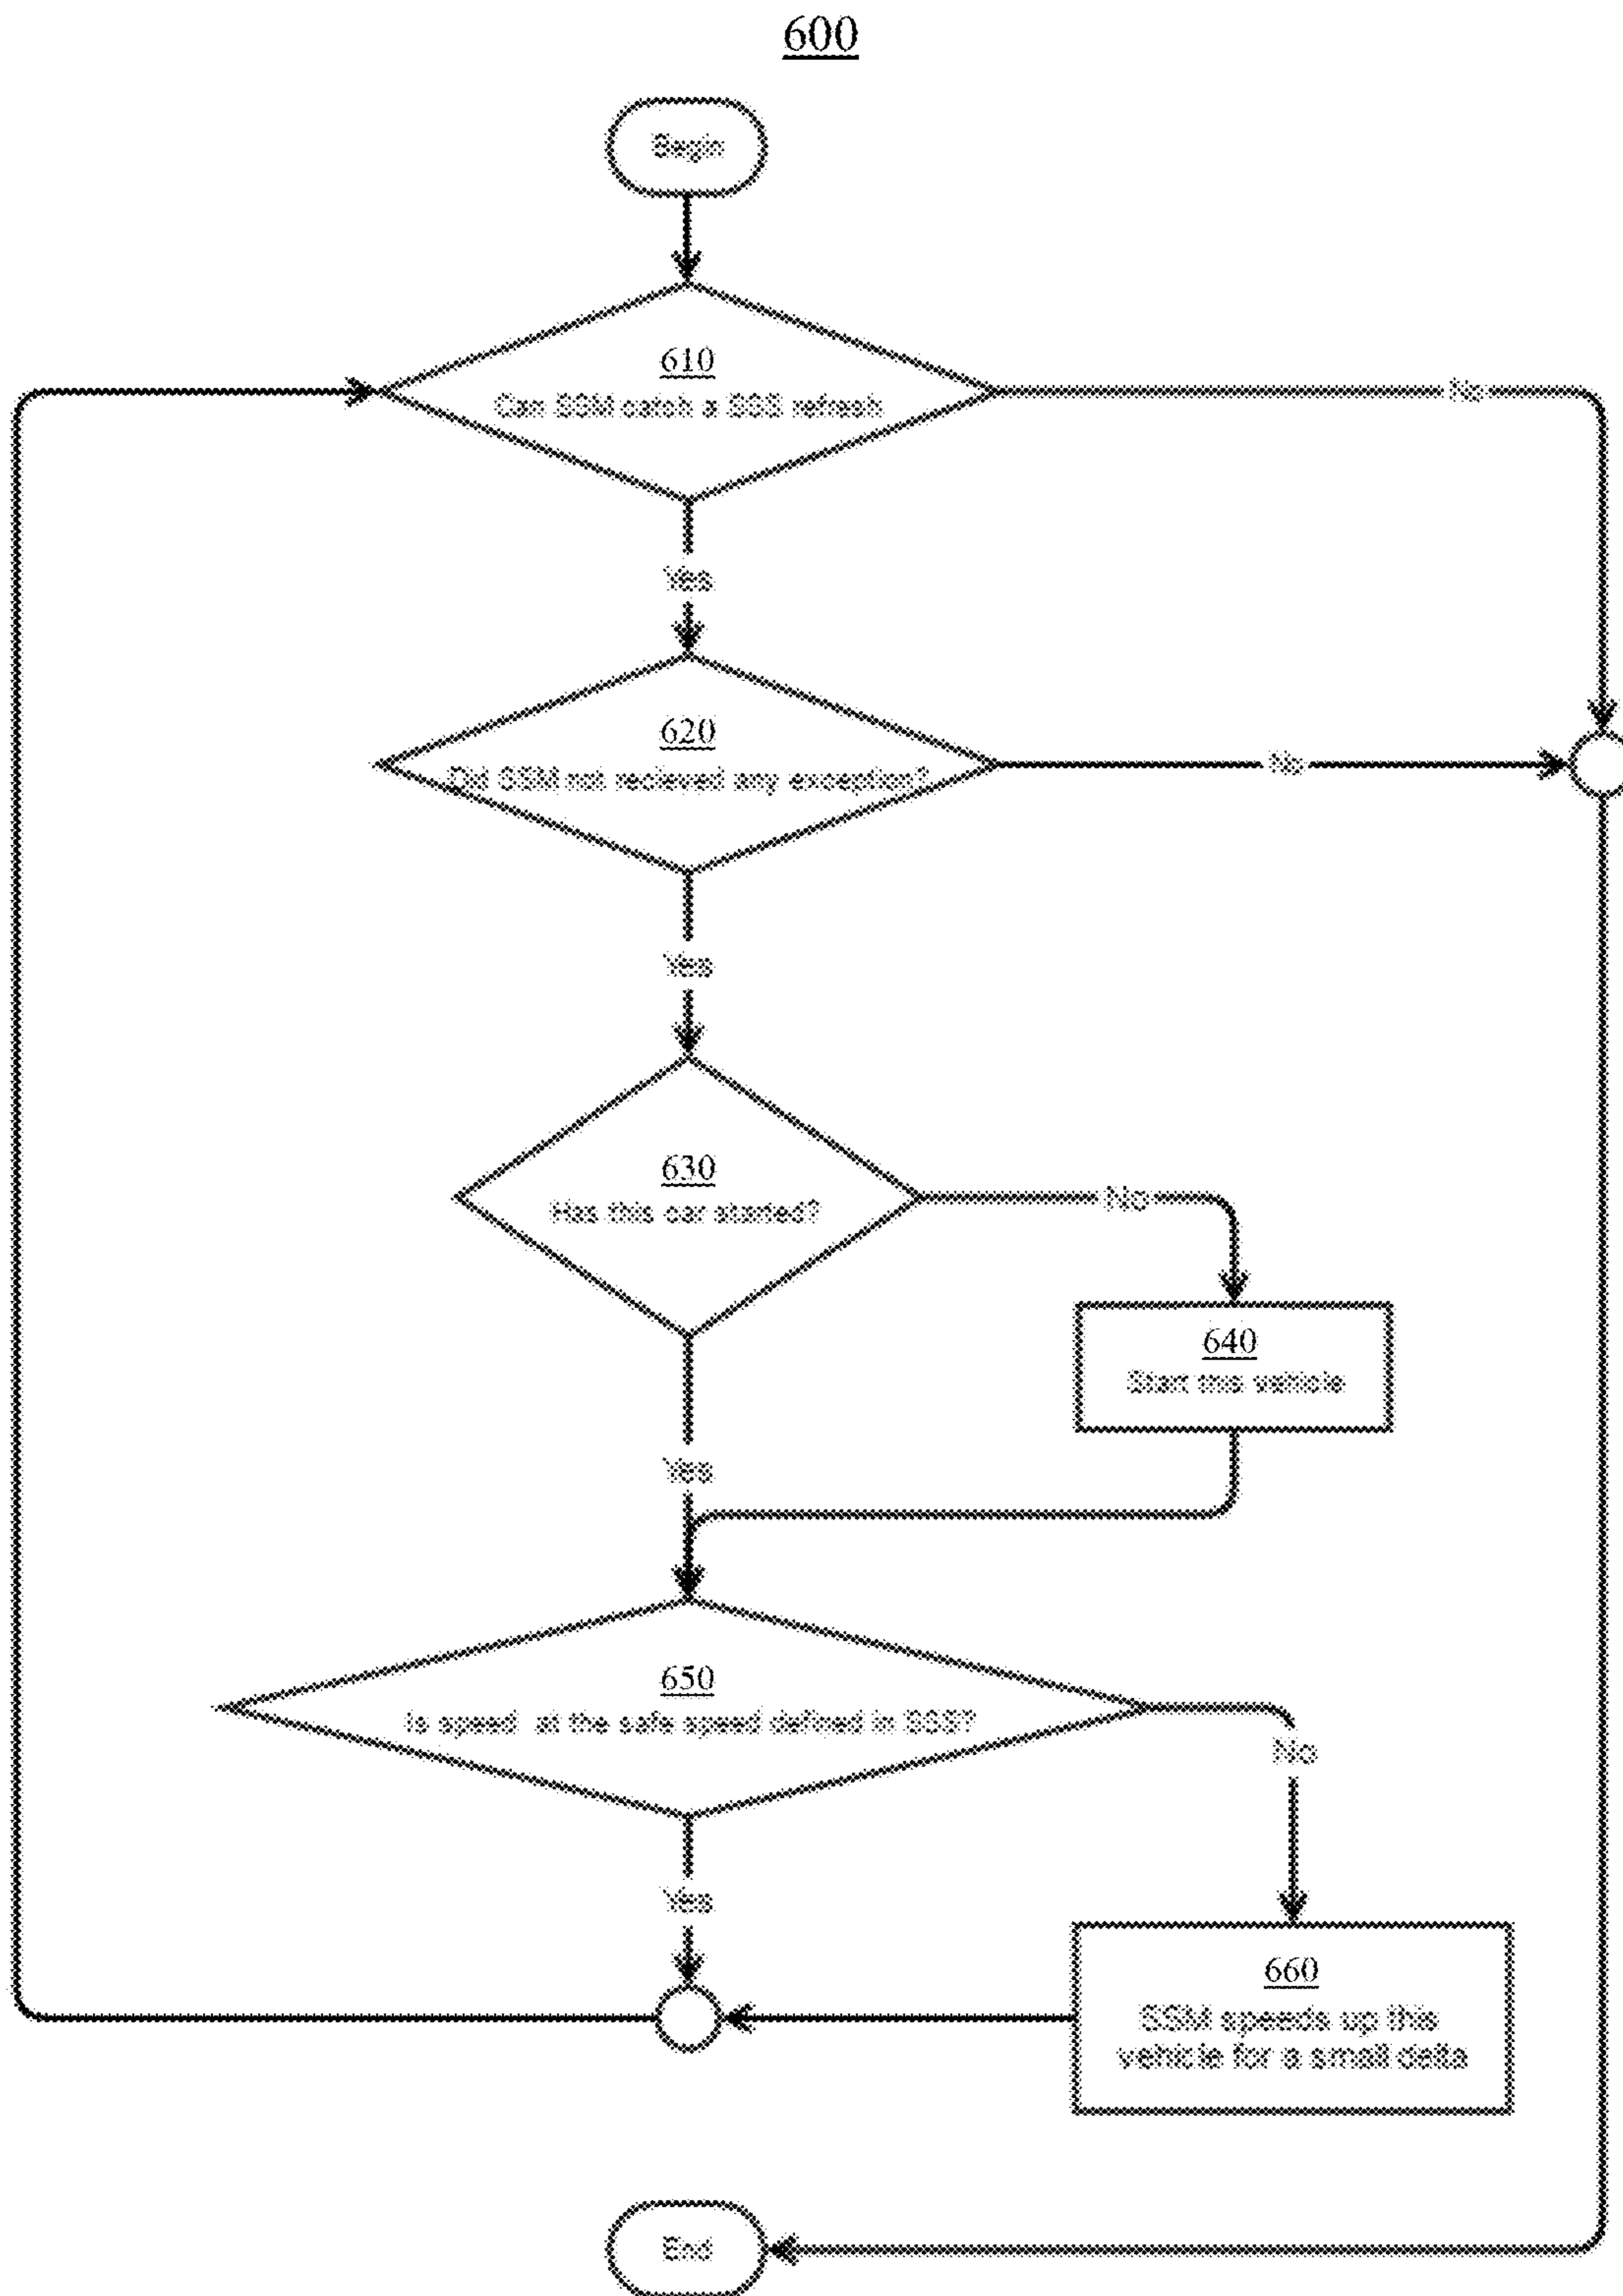 600
Begin
610
Can SSM catch a SSS refresh
No
Yes
620
Did SSM not recieved any exception?
No
Yes
630
Has this car started?
No
640
Start this vehicle
Yes
650
Is speed at the safe speed defined in SSS?
No
Yes
660
SSM speeds up this
vehicle for a small delta
End